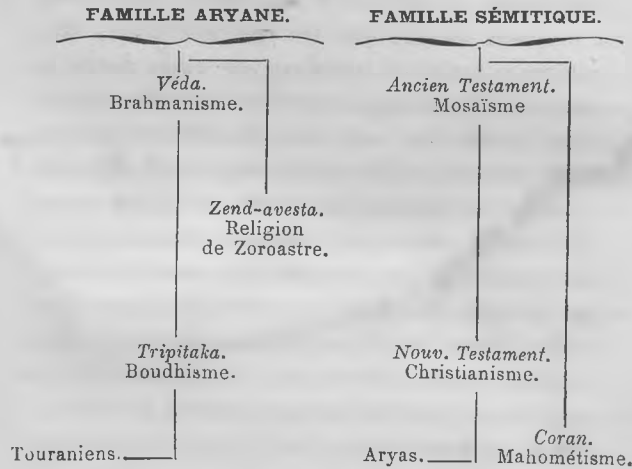 FAMILLE ARYANE.
Véda.
Brahmanisme.
Zend-avesta.
Religion
de Zoroastre.
Tripitaka.
Boudhisme.
Touraniens.
FAMILLE SÉMITIQUE.
Ancien Testament.
Mosaïsme
Nouv. Testament.
Christianisme.
Coran.
Mahométisme.
Aryas.